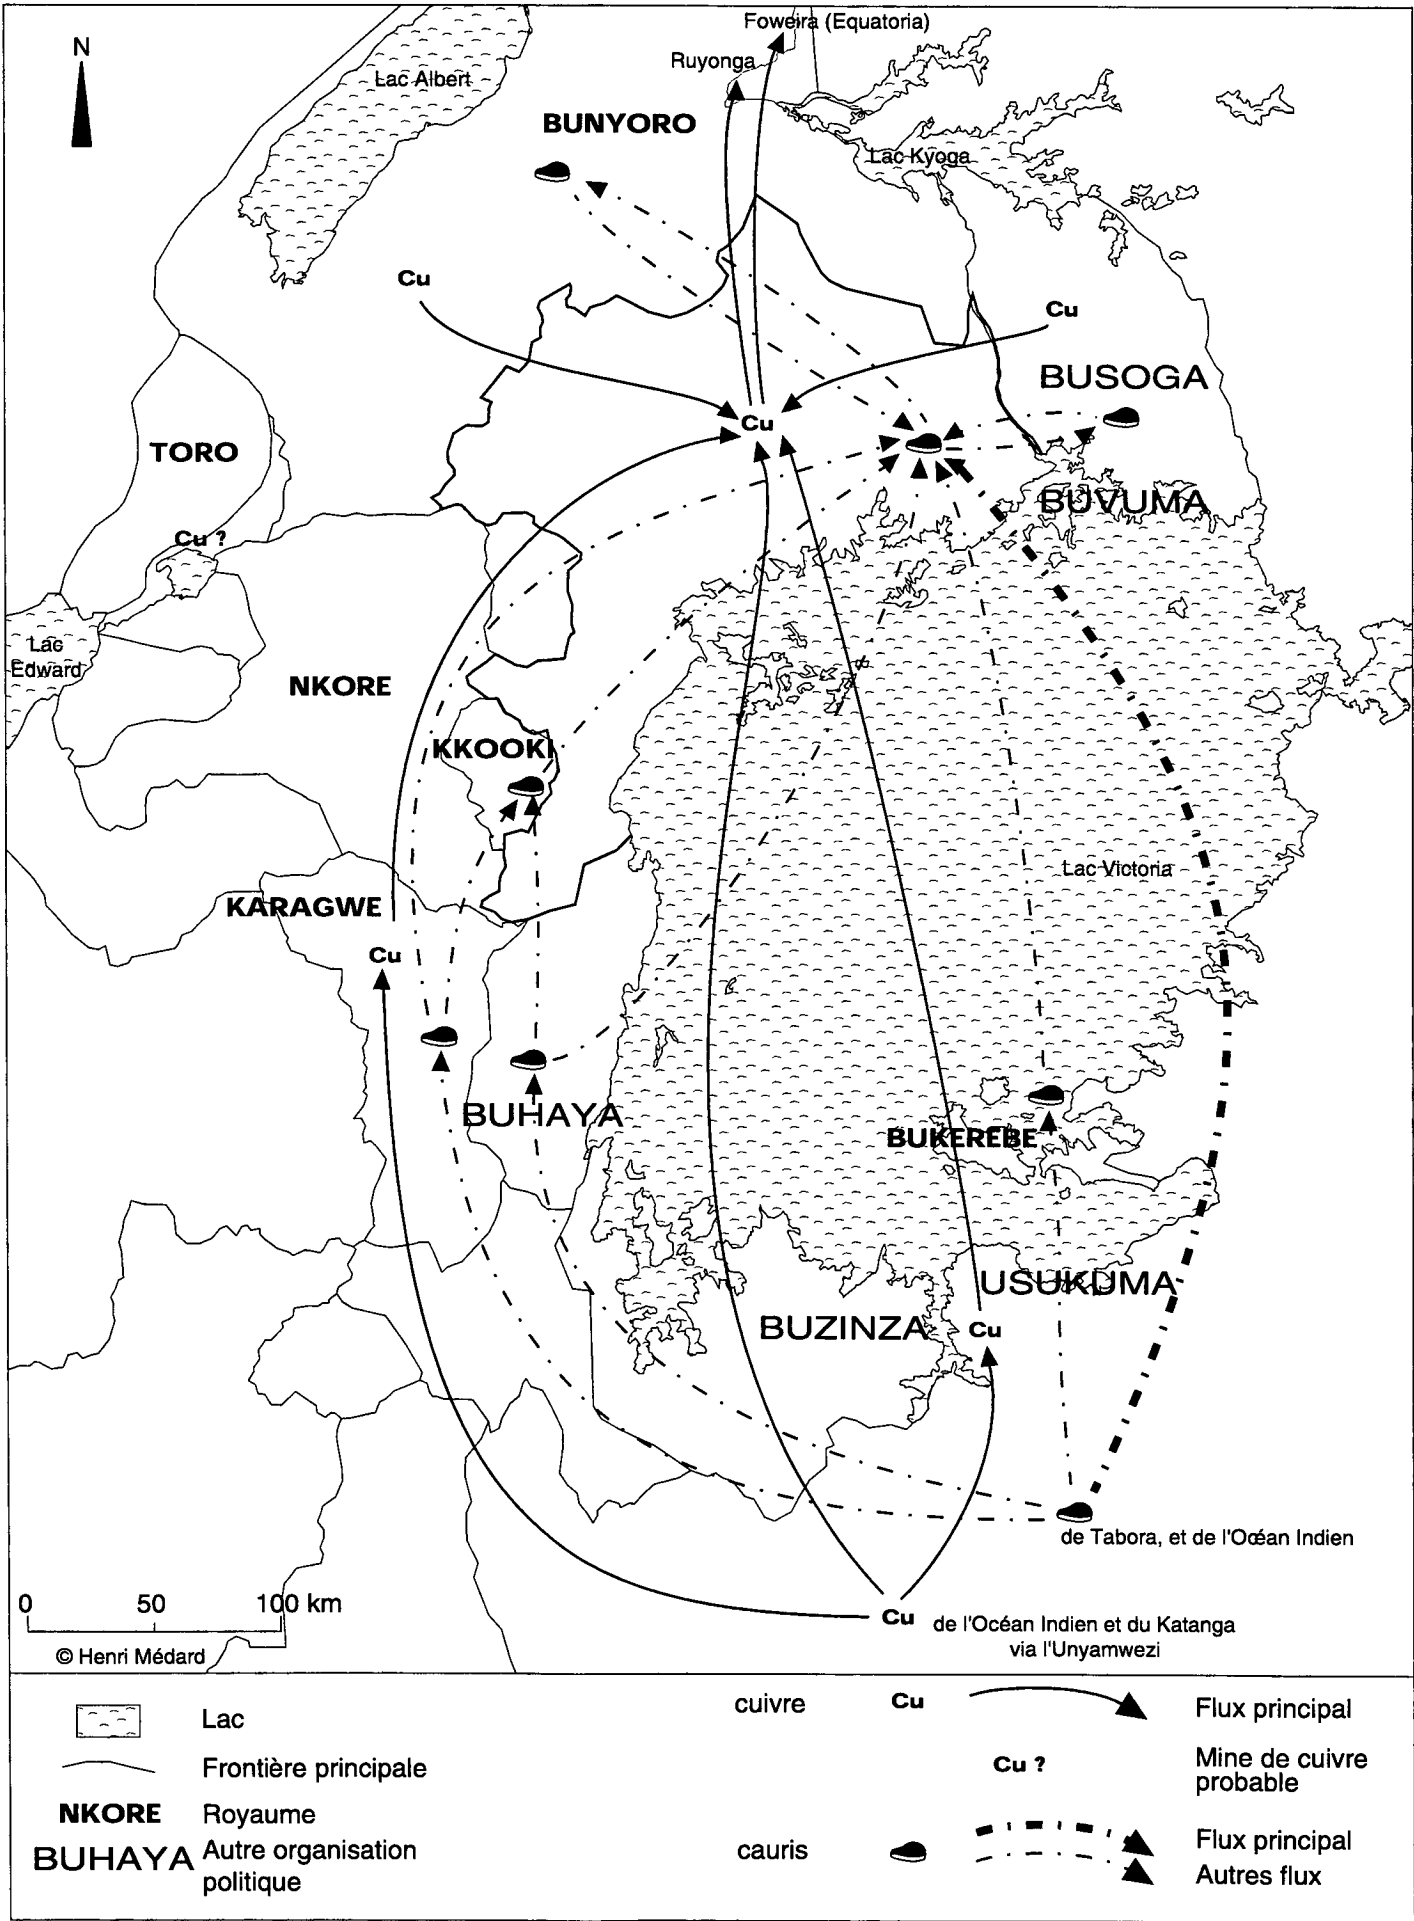 Foweira (Equatoria)
N
Ruyonga
Lac Albert
BUNYORO
Lac Kyoga
Cu
Cu
BUSOGA
Cu
TORO
BUVUMA
Cu ?
Lac
Edward
NKORE
KKOOKI
Lac Victoria
KARAGWE
Cu
BUHAYA
BUKEREBE
USUKUMA
BUZINZA
Cu
de Tabora, et de l'Océan Indien
0 50 100 km
Cu
de l'Océan Indien et du Katanga
via l'Unyamwezi
© Henri Médard
Lac
Frontière principale
NKORE Royaume
BUHAYA Autre organisation
politique
cuivre Cu Flux principal
Cu ? Mine de cuivre
probable
cauris Flux principal
Autres flux